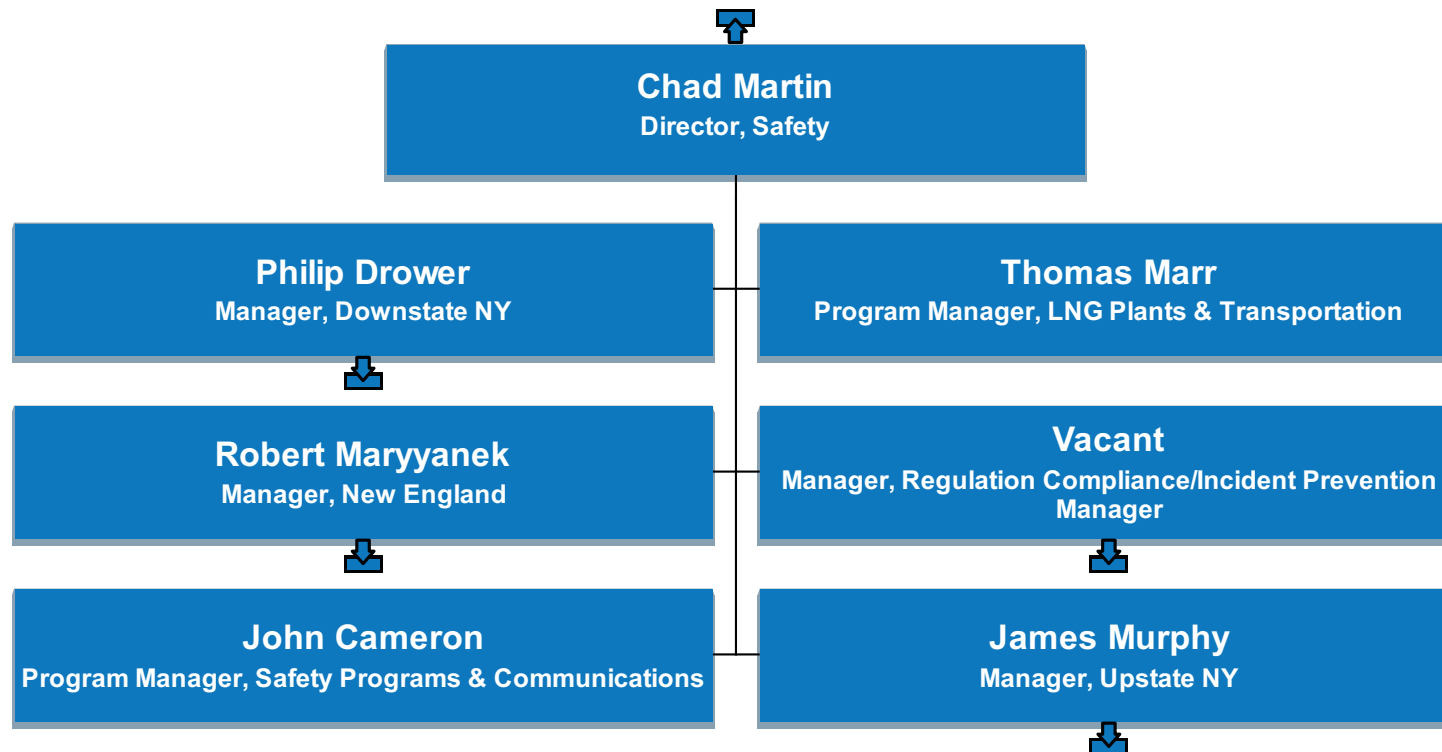 Chad Martin
Director, Safety
Philip Drower
Manager, Downstate NY
Thomas Marr
Program Manager, LNG Plants & Transportation
Robert Maryyanek
Manager, New England
Vacant
Manager, Regulation Compliance/Incident Prevention
Manager
John Cameron
Program Manager, Safety Programs & Communications
James Murphy
Manager, Upstate NY